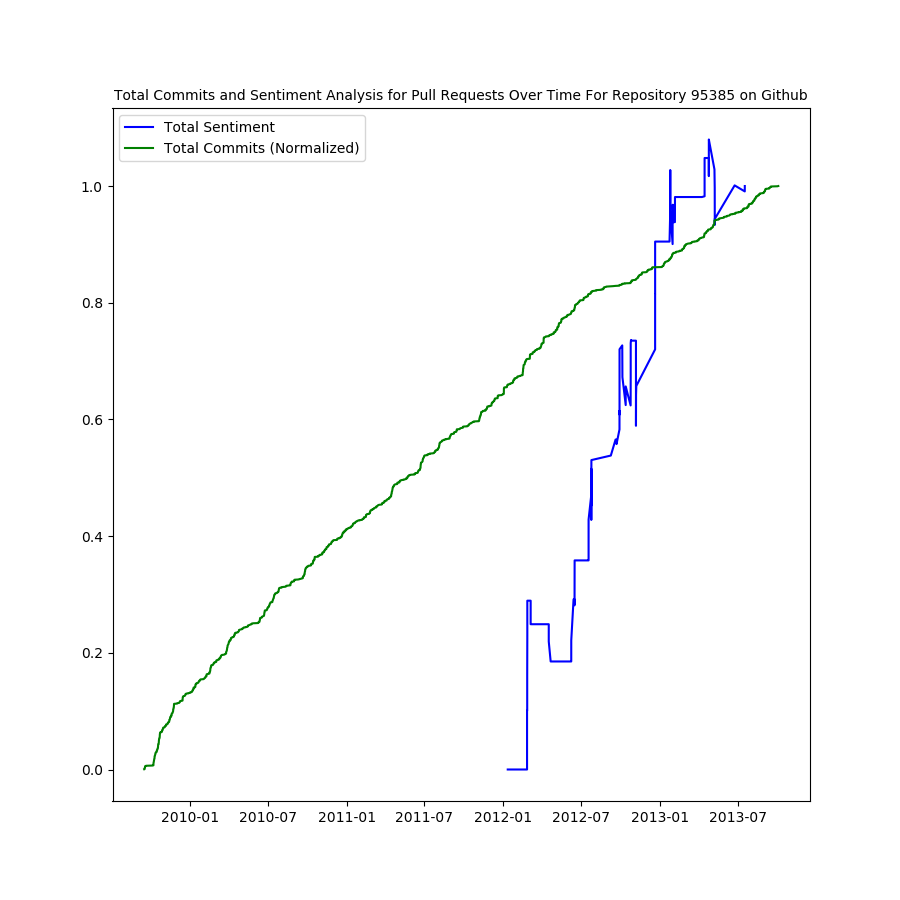 Total Commits and Sentiment Analysis for Pull Requests Over Time For Repository 95385 on Github
Total Sentiment
Total Commits (Normalized)
1.0
0.8
0.6
0.4
0.2
0.0
2010-01 2010-07 2011-01 2011-07 2012-01 2012-07 2013-01 2013-07